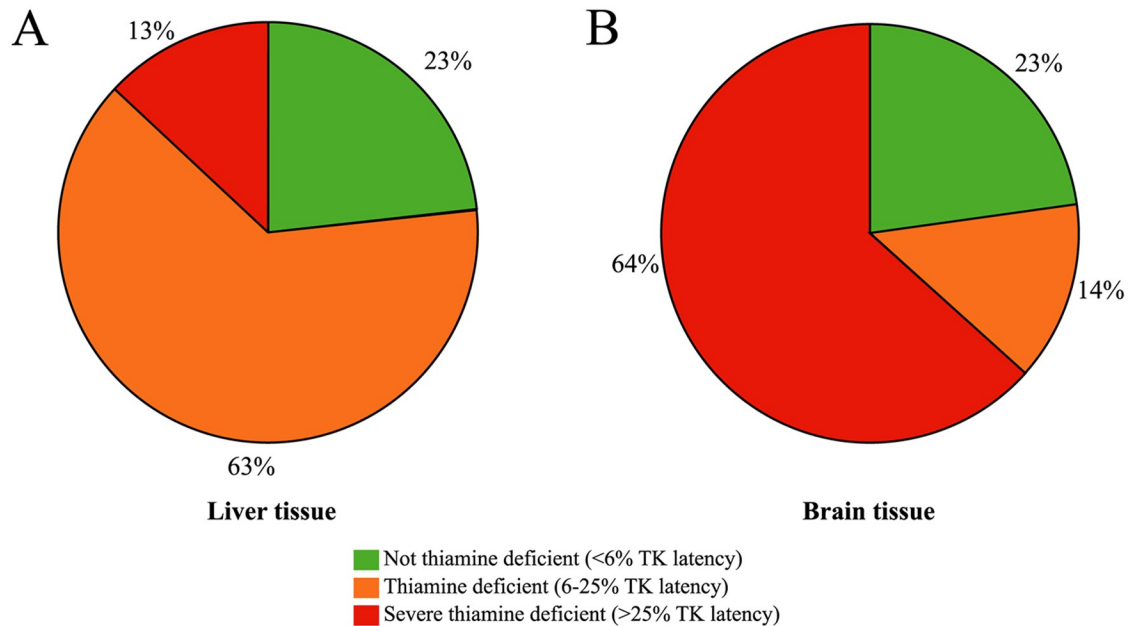 A
13%
23%
63%
Liver tissue
B
23%
64%
14%
Brain tissue
Not thiamine deficient (<6% TK latency)
Thiamine deficient (6-25% TK latency)
Severe thiamine deficient (>25% TK latency)